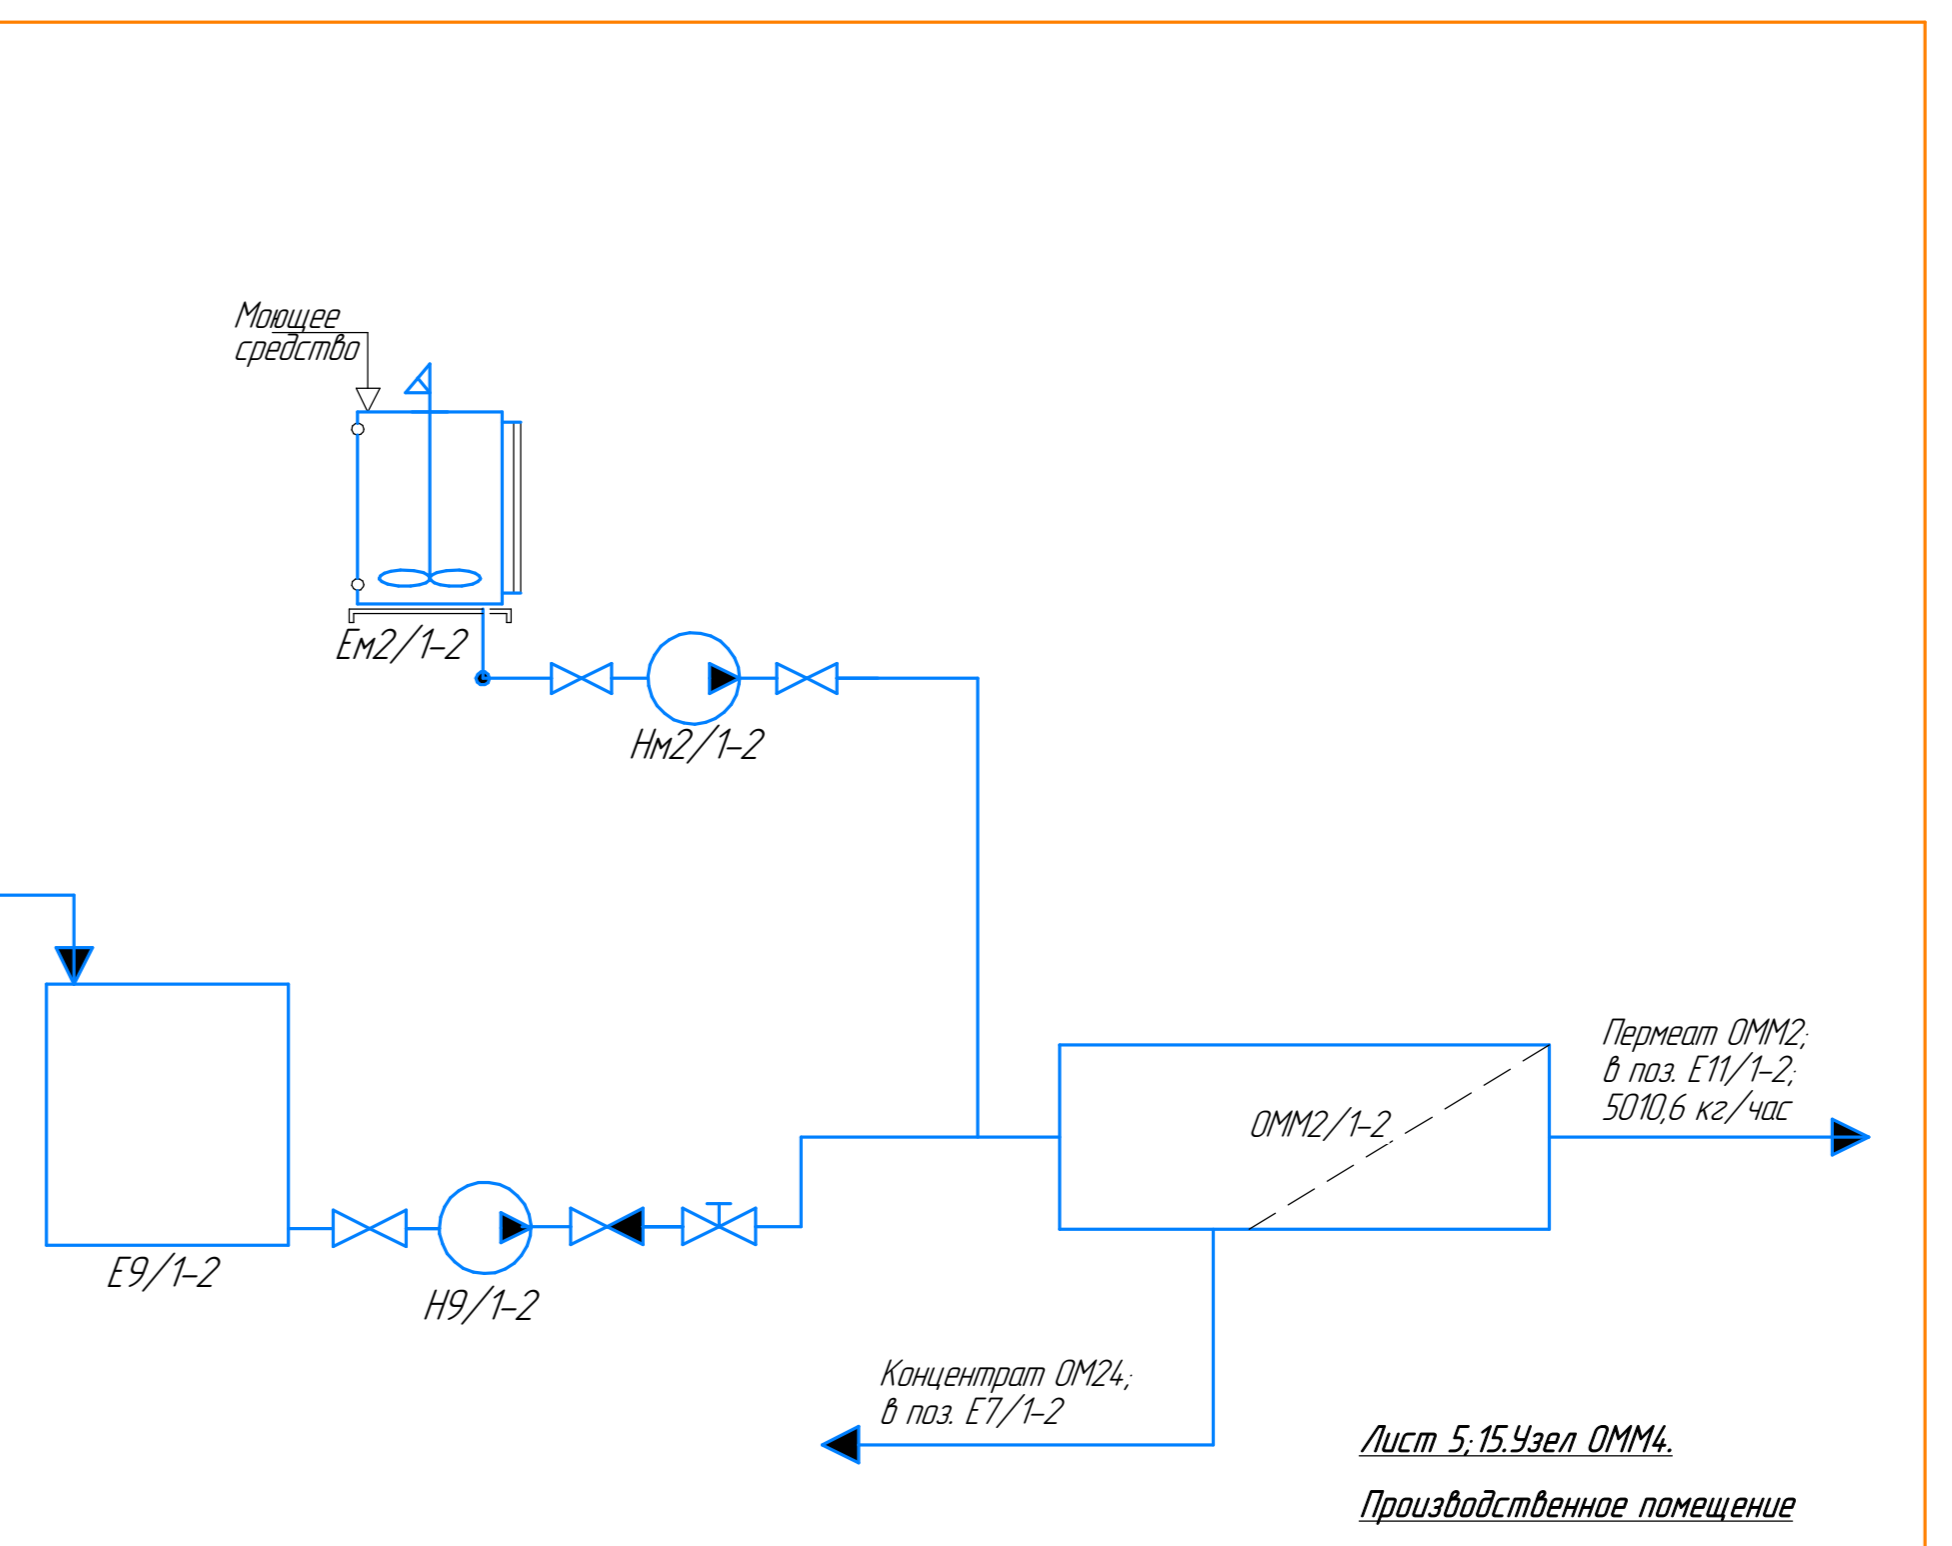 Моющее
средство
Ем2/1-2
Нм2/1-2
Е9/1-2
Н9/1-2
ОММ2/1-2
Пермеат ОММ2;
в поз. Е11/1-2;
5010,6 кг/час
Концентрат ОМ24;
в поз. Е7/1-2
Лист 5;15.Узел ОММ4.
Производственное помещение